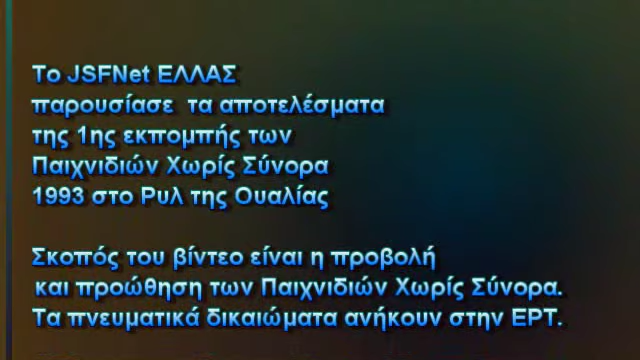 Το JSFNet ΕΛΛΑΣ
παρουσίασε τα αποτελέσματα
της 1ης εκπομπής των
Παιχνιδιών Χωρίς Σύνορα
1993 στο Ρυλ της Ουαλίας
Σκοπός του βίντεο είναι η προβολή
και προώθηση των Παιχνιδιών Χωρίς Σύνορα.
Τα πνευματικά δικαιώματα ανήκουν στην ΕΡΤ.